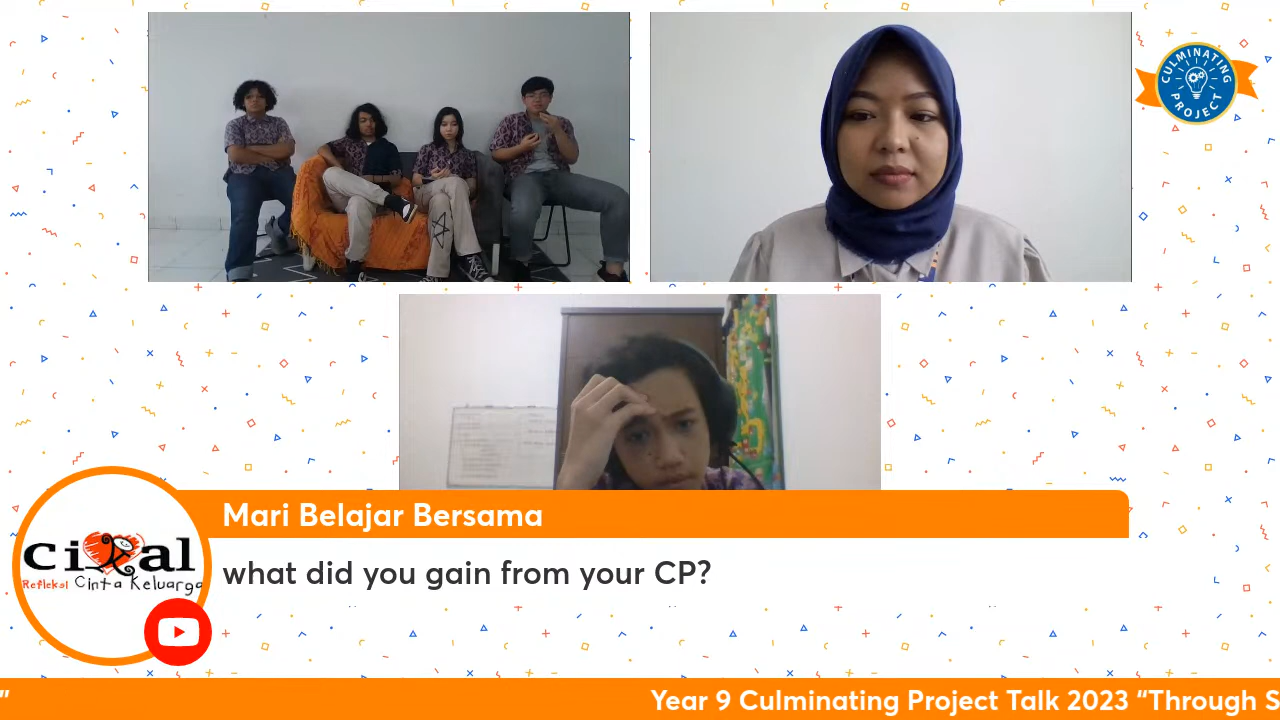 CULMINATING
PROJECT
Mari Belajar Bersama
cikal
Refleksi Cinta Keluarga
what did you gain from your CP?
" Year 9 Culminating Project Talk 2023 “Through S